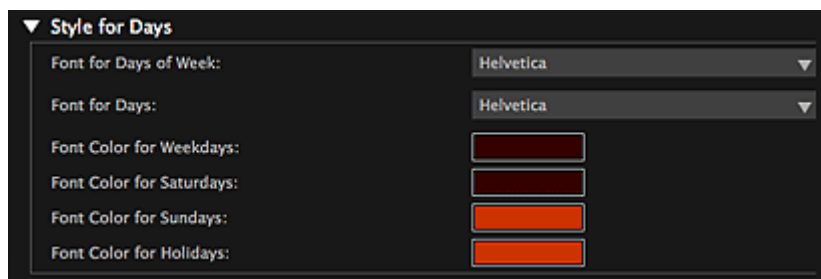 Style for Days
Font for Days of Week: Helvetica
Font for Days: Helvetica
Font Color for Weekdays:
Font Color for Saturdays:
Font Color for Sundays:
Font Color for Holidays: